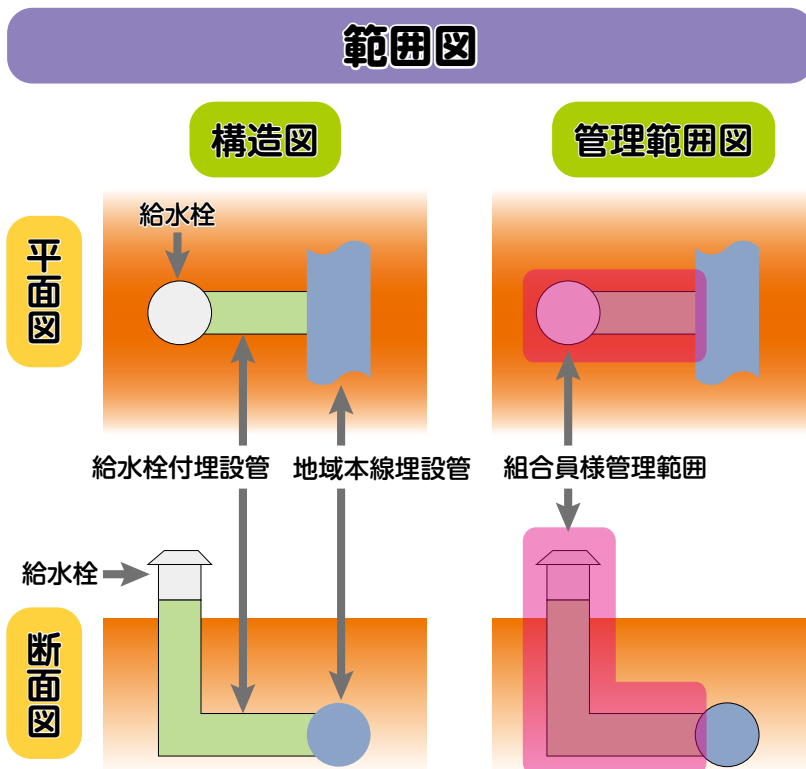 範囲図
構造図
管理範囲図
平面図
給水栓
給水栓付埋設管
地域本線埋設管
組合員様管理範囲
給水栓
断面図